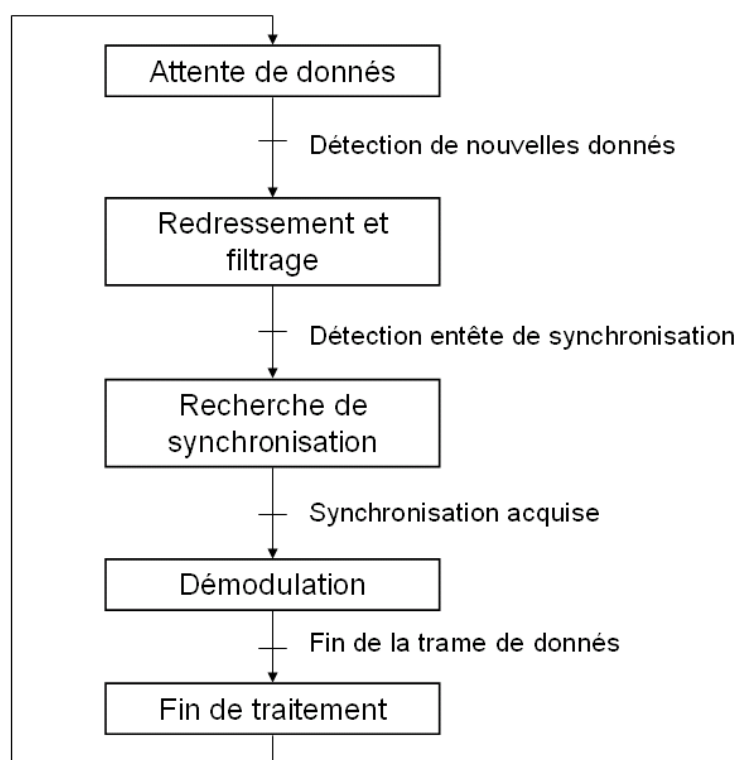 Attente de donnés
Détection de nouvelles donnés
Redressement et
filtrage
Détection entête de synchronisation
Recherche de
synchronisation
Synchronisation acquise
Démodulation
Fin de la trame de donnés
Fin de traitement